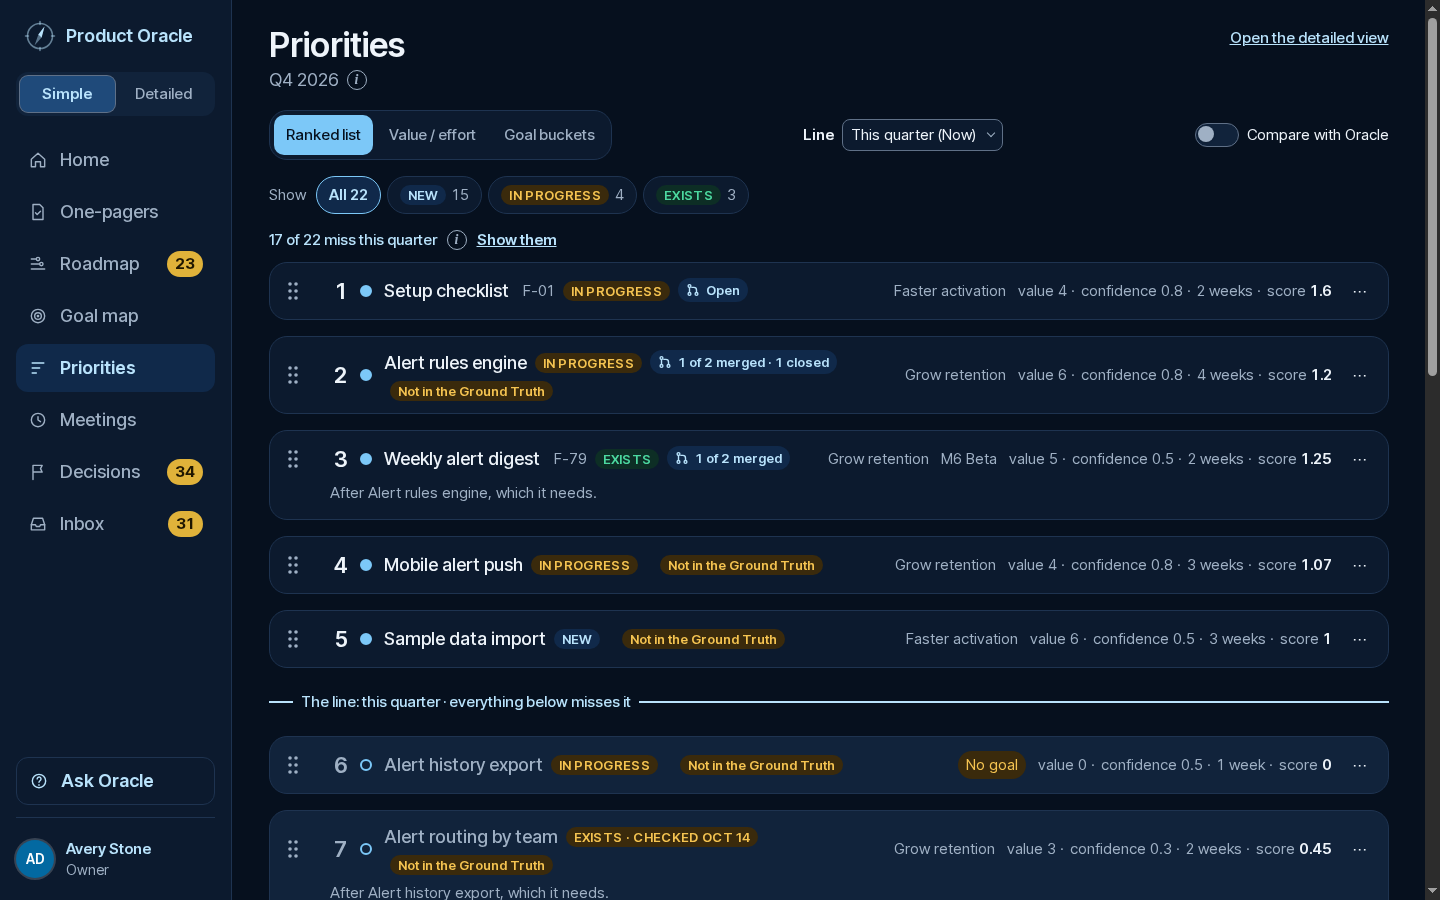 Product Oracle
Simple
Detailed
Home
One-pagers
Roadmap 23
Goal map
Priorities
Meetings
Decisions 34
Inbox 31
Ask Oracle
AD
Avery Stone
Owner
Priorities
Open the detailed view
Q4 2026 i
Ranked list
Value / effort
Goal buckets
Line This quarter (Now)
Compare with Oracle
Show All 22 NEW 15 IN PROGRESS 4 EXISTS 3
17 of 22 miss this quarter i Show them
1 Setup checklist F-01 IN PROGRESS Open Faster activation value 4 · confidence 0.8 · 2 weeks · score 1.6 ···
2 Alert rules engine IN PROGRESS 1 of 2 merged · 1 closed
Not in the Ground Truth
Grow retention value 6 · confidence 0.8 · 4 weeks · score 1.2 ···
3 Weekly alert digest F-79 EXISTS 1 of 2 merged Grow retention M6 Beta value 5 · confidence 0.5 · 2 weeks · score 1.25 ···
After Alert rules engine, which it needs.
4 Mobile alert push IN PROGRESS Not in the Ground Truth Grow retention value 4 · confidence 0.8 · 3 weeks · score 1.07 ···
5 Sample data import NEW Not in the Ground Truth Faster activation value 6 · confidence 0.5 · 3 weeks · score 1 ···
The line: this quarter · everything below misses it
6 Alert history export IN PROGRESS Not in the Ground Truth No goal value 0 · confidence 0.5 · 1 week · score 0 ···
7 Alert routing by team EXISTS · CHECKED OCT 14
Not in the Ground Truth
Grow retention value 3 · confidence 0.3 · 2 weeks · score 0.45 ···
After Alert history export, which it needs.